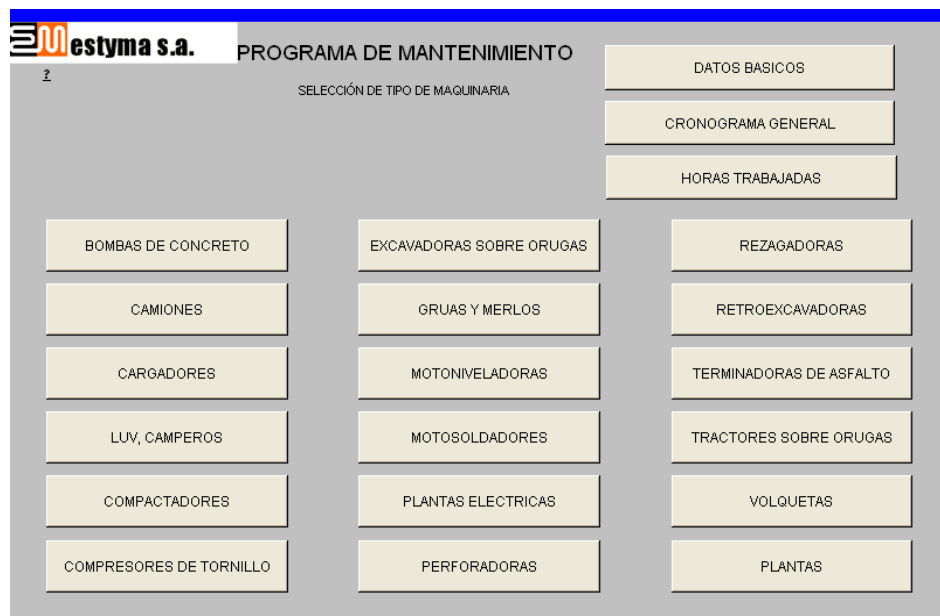 Mestyma s.a.
PROGRAMA DE MANTENIMIENTO
?
SELECCIÓN DE TIPO DE MAQUINARIA
DATOS BASICOS
CRONOGRAMA GENERAL
HORAS TRABAJADAS
BOMBAS DE CONCRETO
EXCAVADORAS SOBRE ORUGAS
REZAGADORAS
CAMIONES
GRUAS Y MERLOS
RETROEXCAVADORAS
CARGADORES
MOTONIVELADORAS
TERMINADORAS DE ASFALTO
LUV, CAMPEROS
MOTOSOLDADORES
TRACTORES SOBRE ORUGAS
COMPACTADORES
PLANTAS ELECTRICAS
VOLQUETAS
COMPRESORES DE TORNILLO
PERFORADORAS
PLANTAS